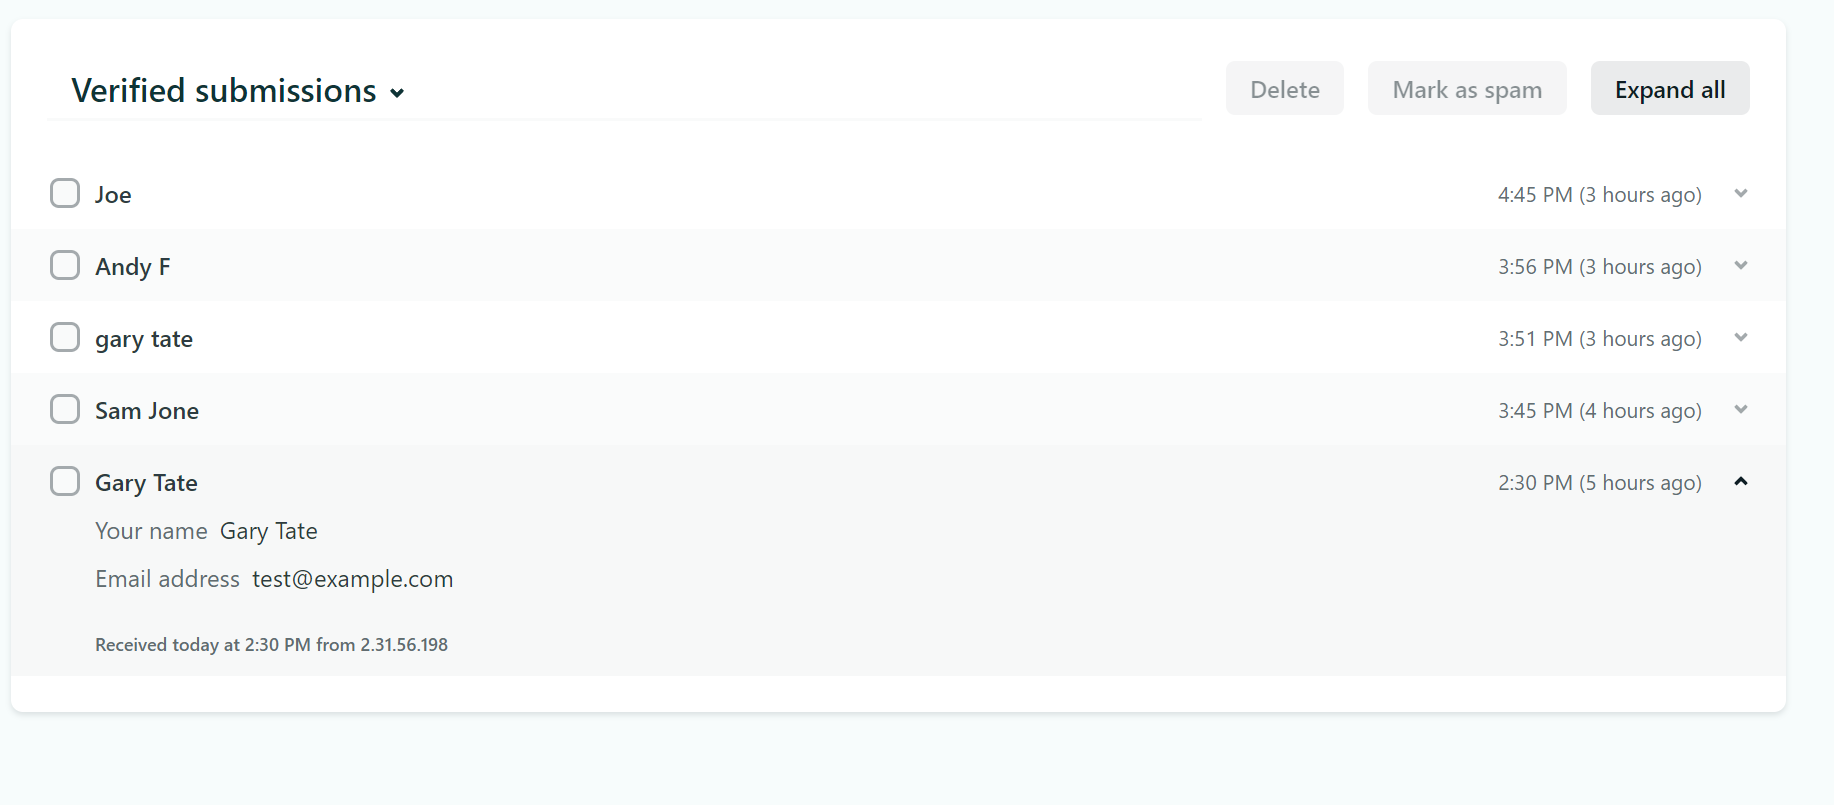 Verified submissions
Delete
Mark as spam
Expand all
Joe
4:45 PM (3 hours ago)
Andy F
3:56 PM (3 hours ago)
gary tate
3:51 PM (3 hours ago)
Sam Jone
3:45 PM (4 hours ago)
Gary Tate
2:30 PM (5 hours ago)
Your name Gary Tate
Email address test@example.com
Received today at 2:30 PM from 2.31.56.198